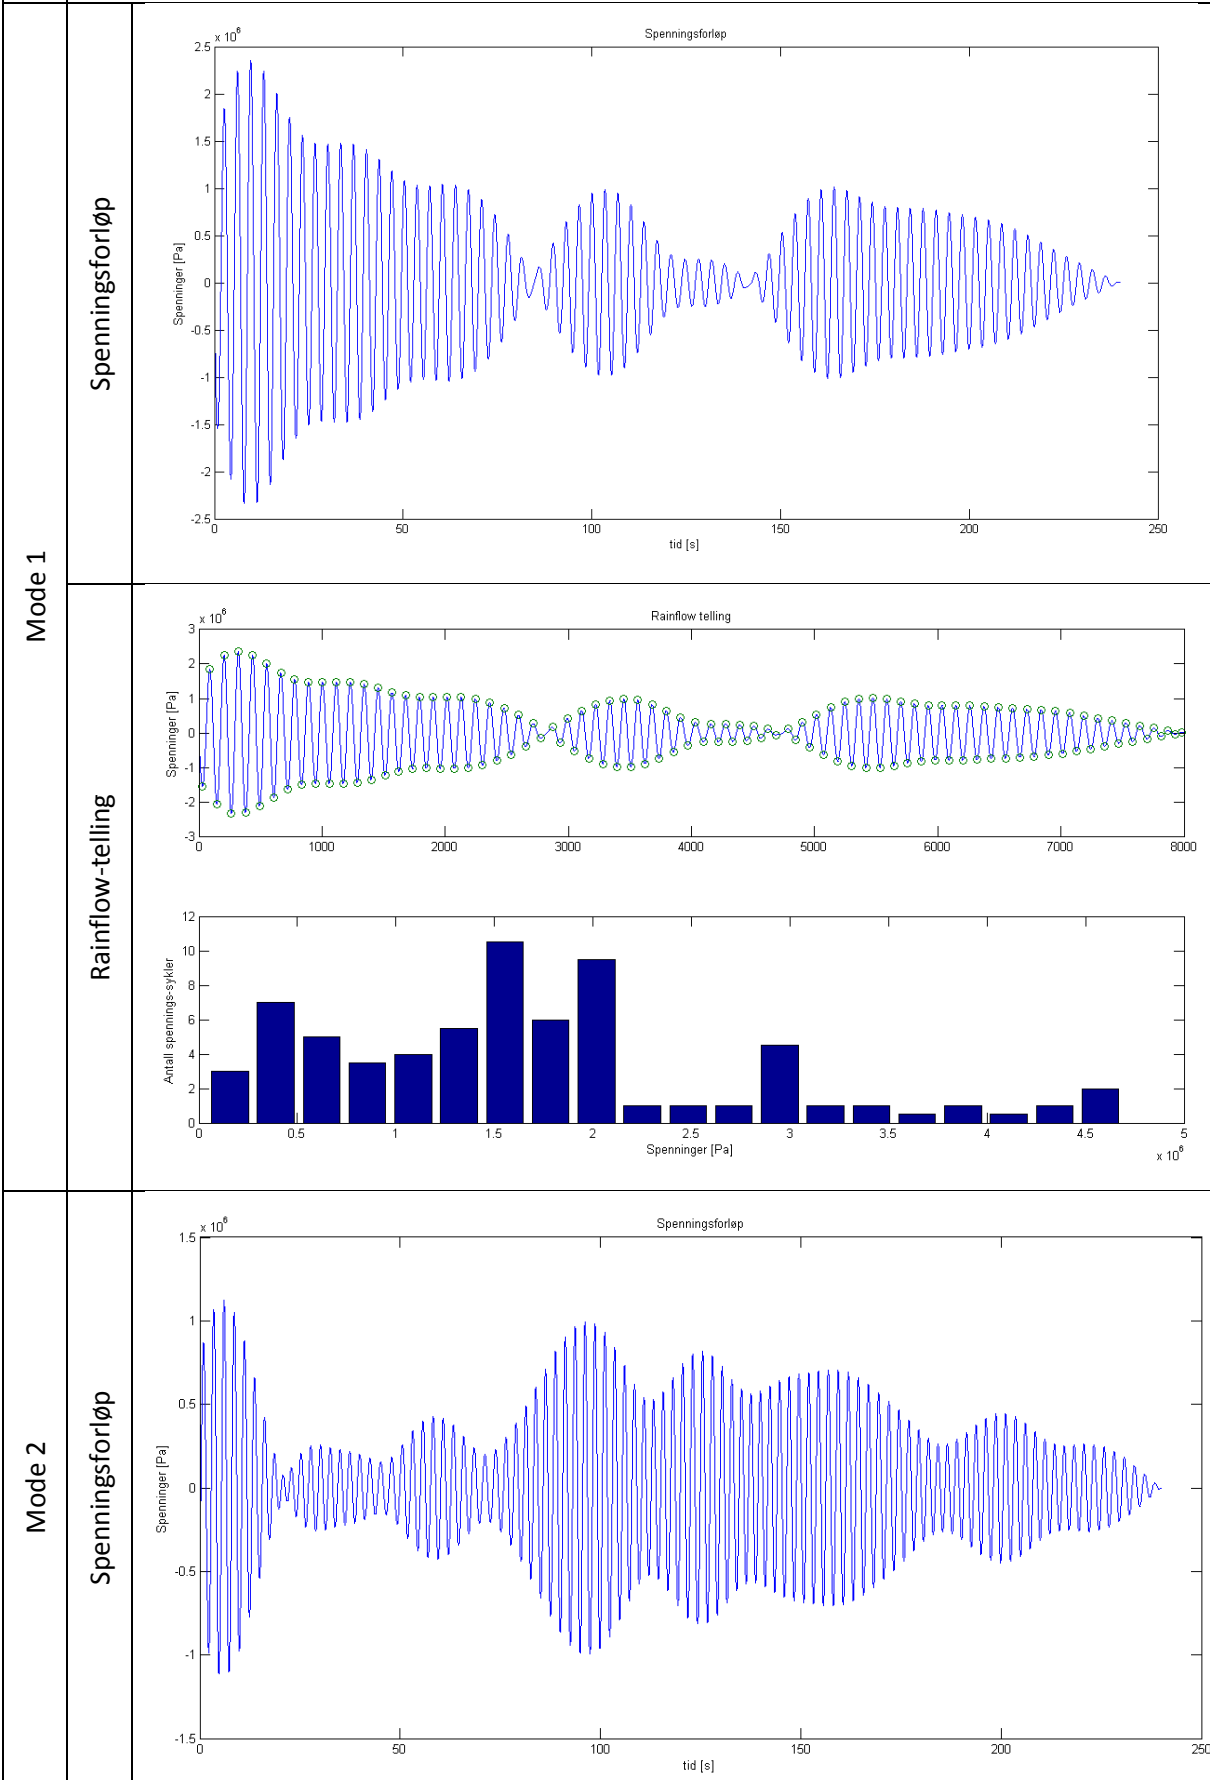 Mode 1
Spenningsforløp
x 10^6
Spenningsforløp
2.5
2
1.5
1
0.5
0
-0.5
-1
-1.5
-2
-2.5
Spenninger [Pa]
0 50 100 150 200 250
tid [s]
Rainflow-telling
x 10^6
Rainflow telling
3
2
1
0
-1
-2
-3
Spenninger [Pa]
0 1000 2000 3000 4000 5000 6000 7000 8000
12
10
8
6
4
2
0
Antall spennings-sykler
0 0.5 1 1.5 2 2.5 3 3.5 4 4.5 5
Spenninger [Pa]
x 10^6
Mode 2
Spenningsforløp
x 10^6
Spenningsforløp
1.5
1
0.5
0
-0.5
-1
-1.5
Spenninger [Pa]
0 50 100 150 200 250
tid [s]